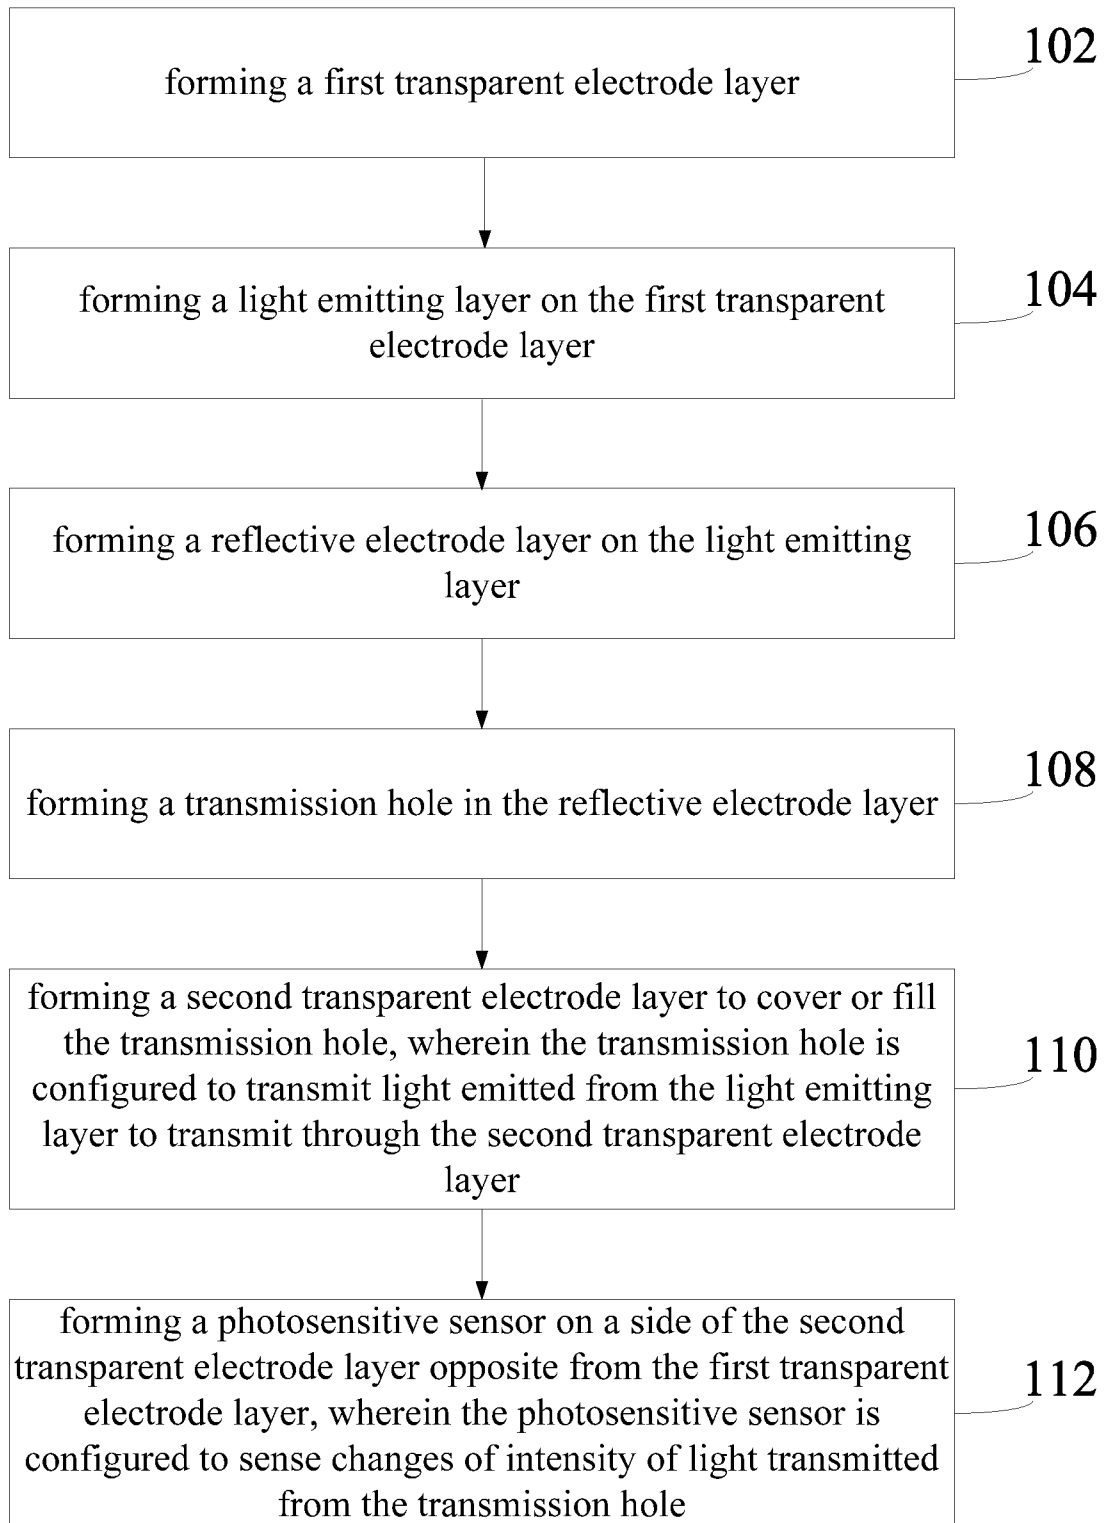 forming a first transparent electrode layer
102
forming a light emitting layer on the first transparent
electrode layer
104
forming a reflective electrode layer on the light emitting
layer
106
forming a transmission hole in the reflective electrode layer
108
forming a second transparent electrode layer to cover or fill
the transmission hole, wherein the transmission hole is
configured to transmit light emitted from the light emitting
layer to transmit through the second transparent electrode
layer
110
forming a photosensitive sensor on a side of the second
transparent electrode layer opposite from the first transparent
electrode layer, wherein the photosensitive sensor is
configured to sense changes of intensity of light transmitted
from the transmission hole
112